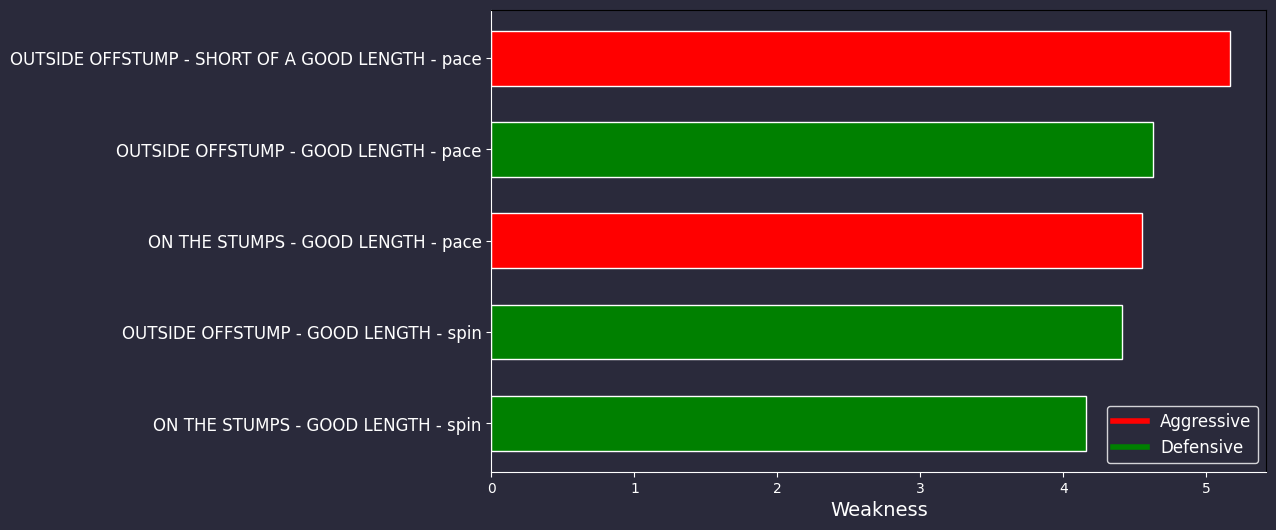 OUTSIDE OFFSTUMP - SHORT OF A GOOD LENGTH - pace
OUTSIDE OFFSTUMP - GOOD LENGTH - pace
ON THE STUMPS - GOOD LENGTH - pace
OUTSIDE OFFSTUMP - GOOD LENGTH - spin
ON THE STUMPS - GOOD LENGTH - spin
Aggressive
Defensive
0 1 2 3 4 5
Weakness